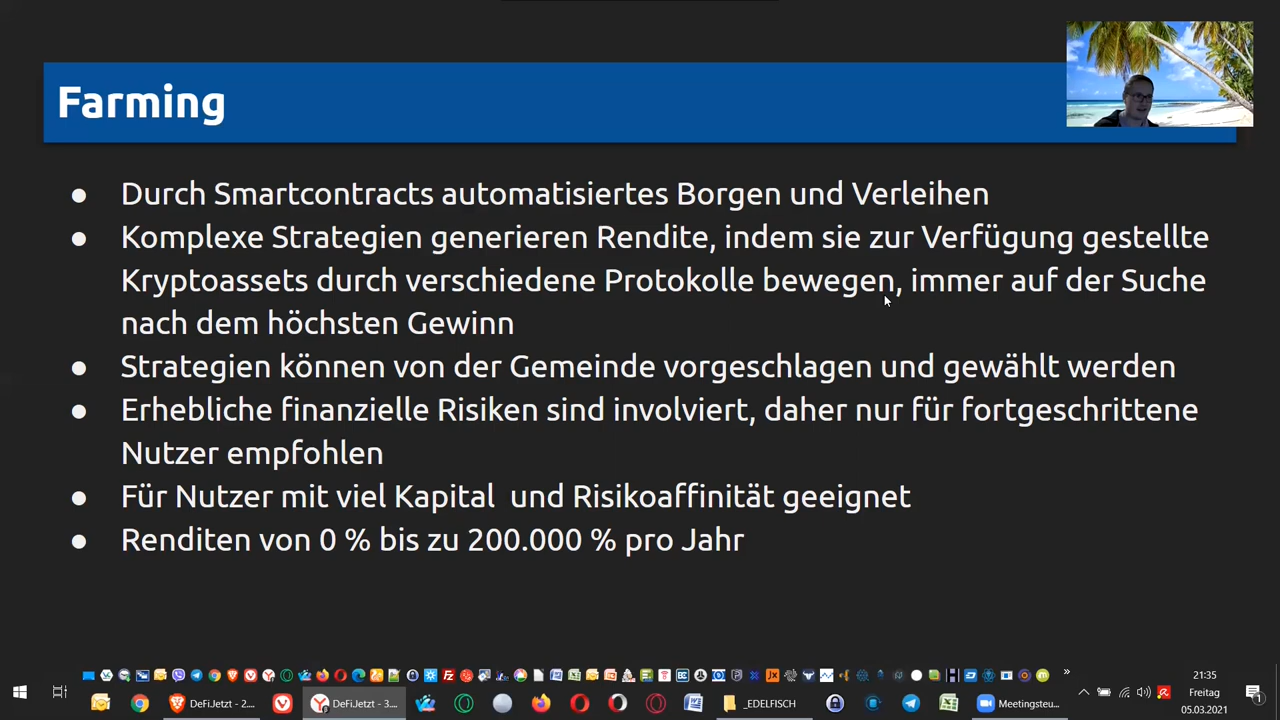 Farming
● Durch Smartcontracts automatisiertes Borgen und Verleihen
● Komplexe Strategien generieren Rendite, indem sie zur Verfügung gestellte
Kryptoassets durch verschiedene Protokolle bewegen, immer auf der Suche
nach dem höchsten Gewinn
● Strategien können von der Gemeinde vorgeschlagen und gewählt werden
● Erhebliche finanzielle Risiken sind involviert, daher nur für fortgeschrittene
Nutzer empfohlen
● Für Nutzer mit viel Kapital  und Risikoaffinität geeignet
● Renditen von 0 % bis zu 200.000 % pro Jahr
21:35
Freitag
05.03.2021
DeFiJetzt - 2....
DeFiJetzt - 3....
_EDELFISCH
Meetingsteu...